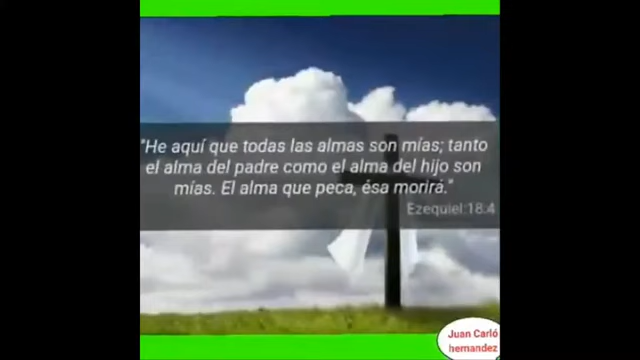 "He aquí que todas las almas son mías; tanto
el alma del padre como el alma del hijo son
mías. El alma que peca, ésa morirá."
Ezequiel:18:4
Juan Carló
hernandez